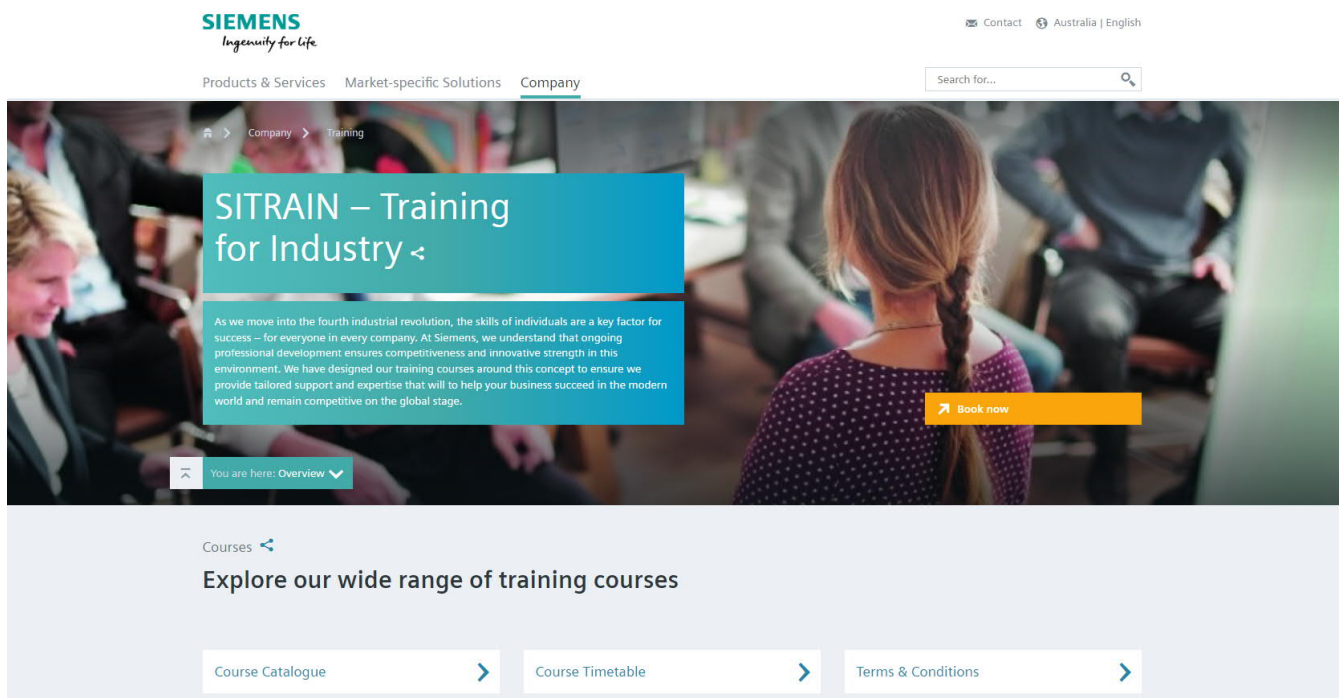 SIEMENS
Ingenuity for life
Contact
Australia | English
Products & Services
Market-specific Solutions
Company
Search for...
Company
Training
SITRAIN – Training
for Industry
As we move into the fourth industrial revolution, the skills of individuals are a key factor for
success – for everyone in every company. At Siemens, we understand that ongoing
professional development ensures competitiveness and innovative strength in this
environment. We have designed our training courses around this concept to ensure we
provide tailored support and expertise that will to help your business succeed in the modern
world and remain competitive on the global stage.
Book now
You are here: Overview
Courses
Explore our wide range of training courses
Course Catalogue
Course Timetable
Terms & Conditions